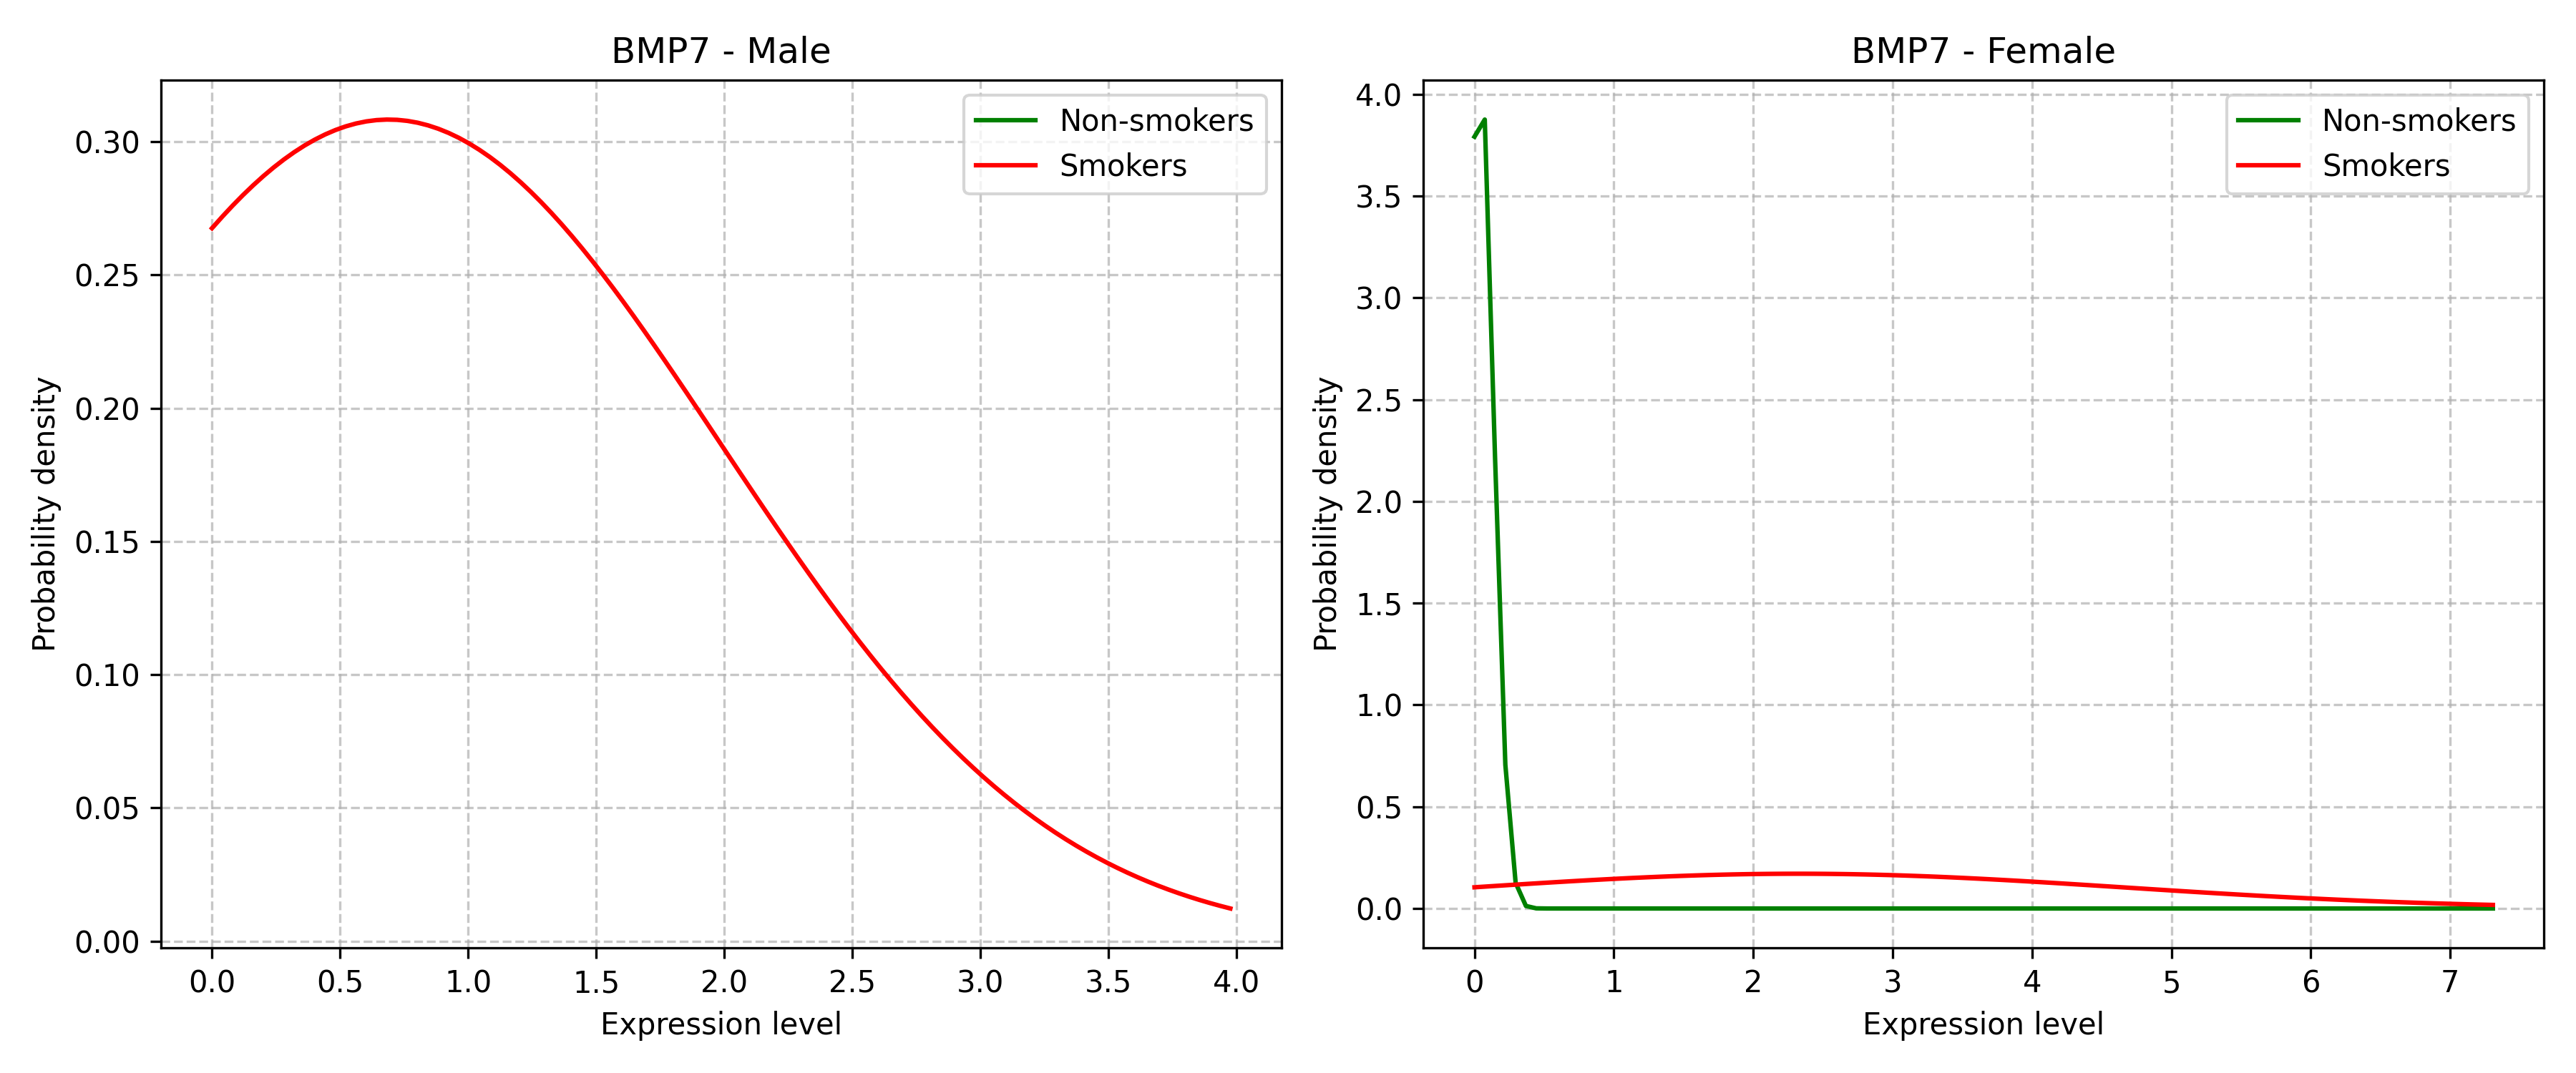 BMP7 - Male
Probability density
0.30
0.25
0.20
0.15
0.10
0.05
0.00
Non-smokers
Smokers
0.0 0.5 1.0 1.5 2.0 2.5 3.0 3.5 4.0
Expression level
BMP7 - Female
Probability density
4.0
3.5
3.0
2.5
2.0
1.5
1.0
0.5
0.0
Non-smokers
Smokers
0 1 2 3 4 5 6 7
Expression level